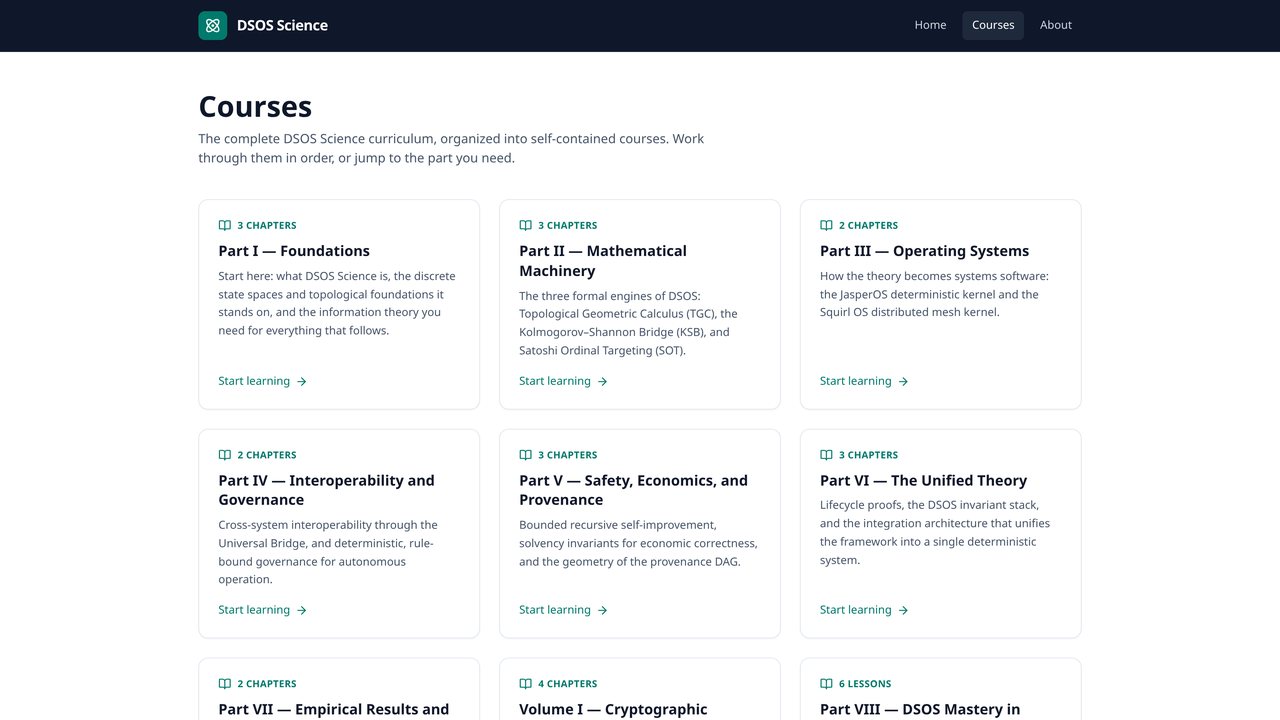 DSOS Science
Home
Courses
About
Courses
The complete DSOS Science curriculum, organized into self-contained courses. Work
through them in order, or jump to the part you need.
3 CHAPTERS
Part I — Foundations
Start here: what DSOS Science is, the discrete
state spaces and topological foundations it
stands on, and the information theory you
need for everything that follows.
Start learning →
3 CHAPTERS
Part II — Mathematical
Machinery
The three formal engines of DSOS:
Topological Geometric Calculus (TGC), the
Kolmogorov–Shannon Bridge (KSB), and
Satoshi Ordinal Targeting (SOT).
Start learning →
2 CHAPTERS
Part III — Operating Systems
How the theory becomes systems software:
the JasperOS deterministic kernel and the
Squirl OS distributed mesh kernel.
Start learning →
2 CHAPTERS
Part IV — Interoperability and
Governance
Cross-system interoperability through the
Universal Bridge, and deterministic, rule-
bound governance for autonomous
operation.
Start learning →
3 CHAPTERS
Part V — Safety, Economics, and
Provenance
Bounded recursive self-improvement,
solvency invariants for economic correctness,
and the geometry of the provenance DAG.
Start learning →
3 CHAPTERS
Part VI — The Unified Theory
Lifecycle proofs, the DSOS invariant stack,
and the integration architecture that unifies
the framework into a single deterministic
system.
Start learning →
2 CHAPTERS
Part VII — Empirical Results and
4 CHAPTERS
Volume I — Cryptographic
6 LESSONS
Part VIII — DSOS Mastery in